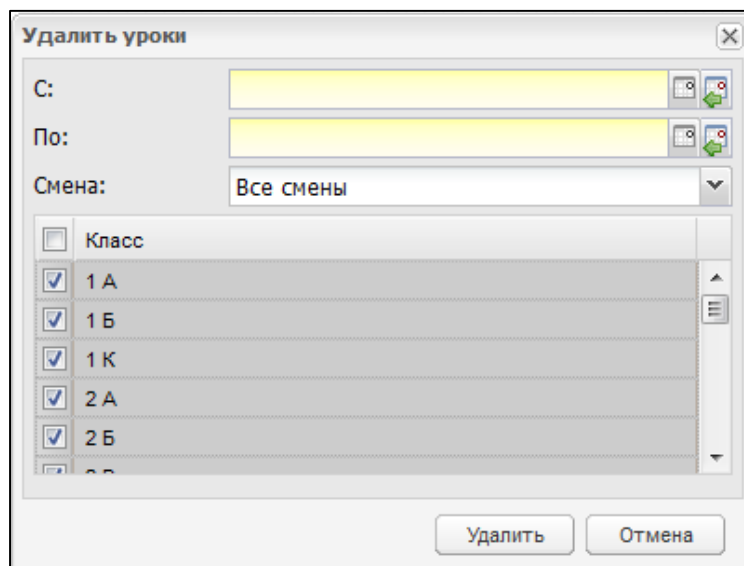 Удалить уроки
С:
По:
Смена: Все смены
Класс
1 А
1 Б
1 К
2 А
2 Б
Удалить Отмена